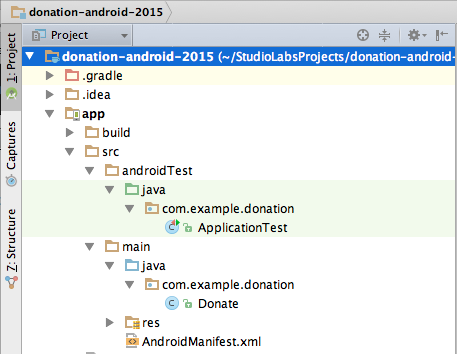 donation-android-2015
1: Project
Captures
Z: Structure
Project
donation-android-2015 (~/StudioLabsProjects/donation-android-
.gradle
.idea
app
build
src
androidTest
java
com.example.donation
C ApplicationTest
main
java
com.example.donation
C Donate
res
AndroidManifest.xml